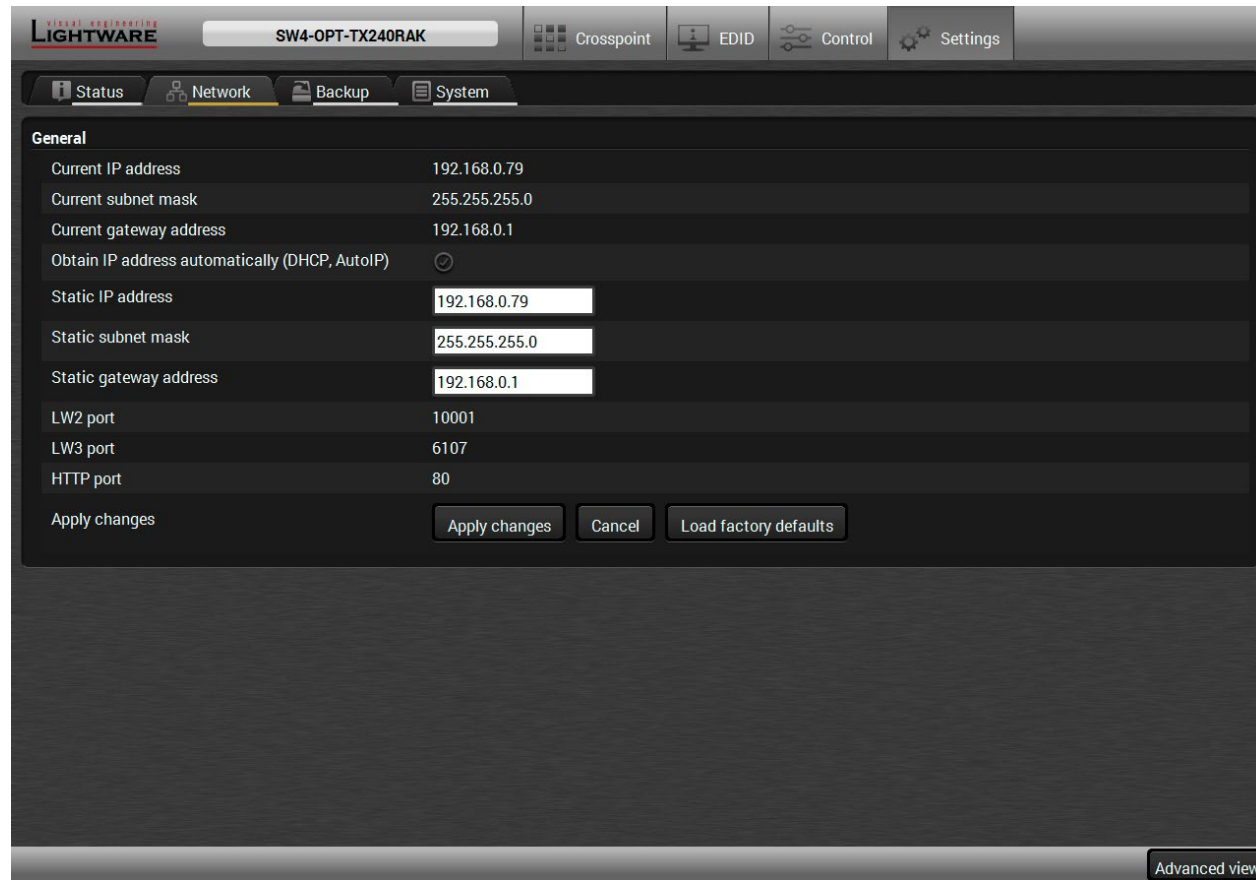 visual engineering
LIGHTWARE SW4-OPT-TX240RAK Crosspoint EDID Control Settings
Status Network Backup System
General
Current IP address 192.168.0.79
Current subnet mask 255.255.255.0
Current gateway address 192.168.0.1
Obtain IP address automatically (DHCP, AutoIP)
Static IP address 192.168.0.79
Static subnet mask 255.255.255.0
Static gateway address 192.168.0.1
LW2 port 10001
LW3 port 6107
HTTP port 80
Apply changes Apply changes Cancel Load factory defaults
Advanced view